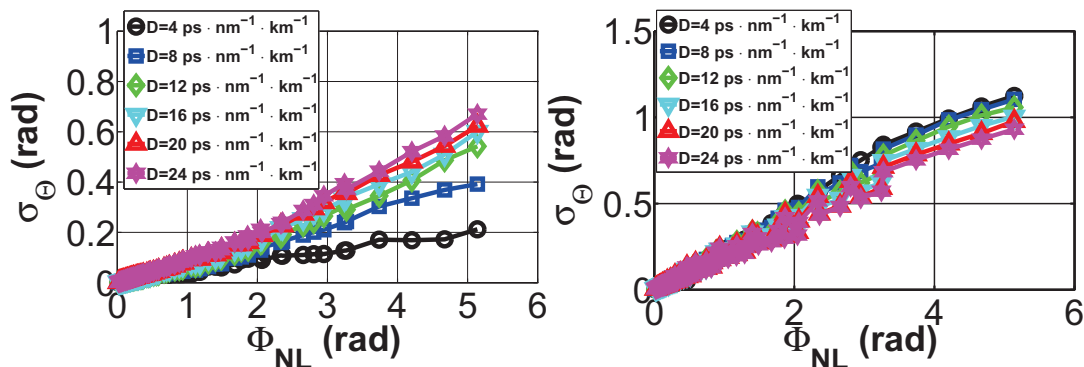 1
0.8
0.6
0.4
0.2
0
σΘ (rad)
D=4 ps · nm⁻¹ · km⁻¹
D=8 ps · nm⁻¹ · km⁻¹
D=12 ps · nm⁻¹ · km⁻¹
D=16 ps · nm⁻¹ · km⁻¹
D=20 ps · nm⁻¹ · km⁻¹
D=24 ps · nm⁻¹ · km⁻¹
0 1 2 3 4 5 6
ΦNL (rad)
1.5
1
0.5
0
σΘ (rad)
D=4 ps · nm⁻¹ · km⁻¹
D=8 ps · nm⁻¹ · km⁻¹
D=12 ps · nm⁻¹ · km⁻¹
D=16 ps · nm⁻¹ · km⁻¹
D=20 ps · nm⁻¹ · km⁻¹
D=24 ps · nm⁻¹ · km⁻¹
0 2 4 6
ΦNL (rad)